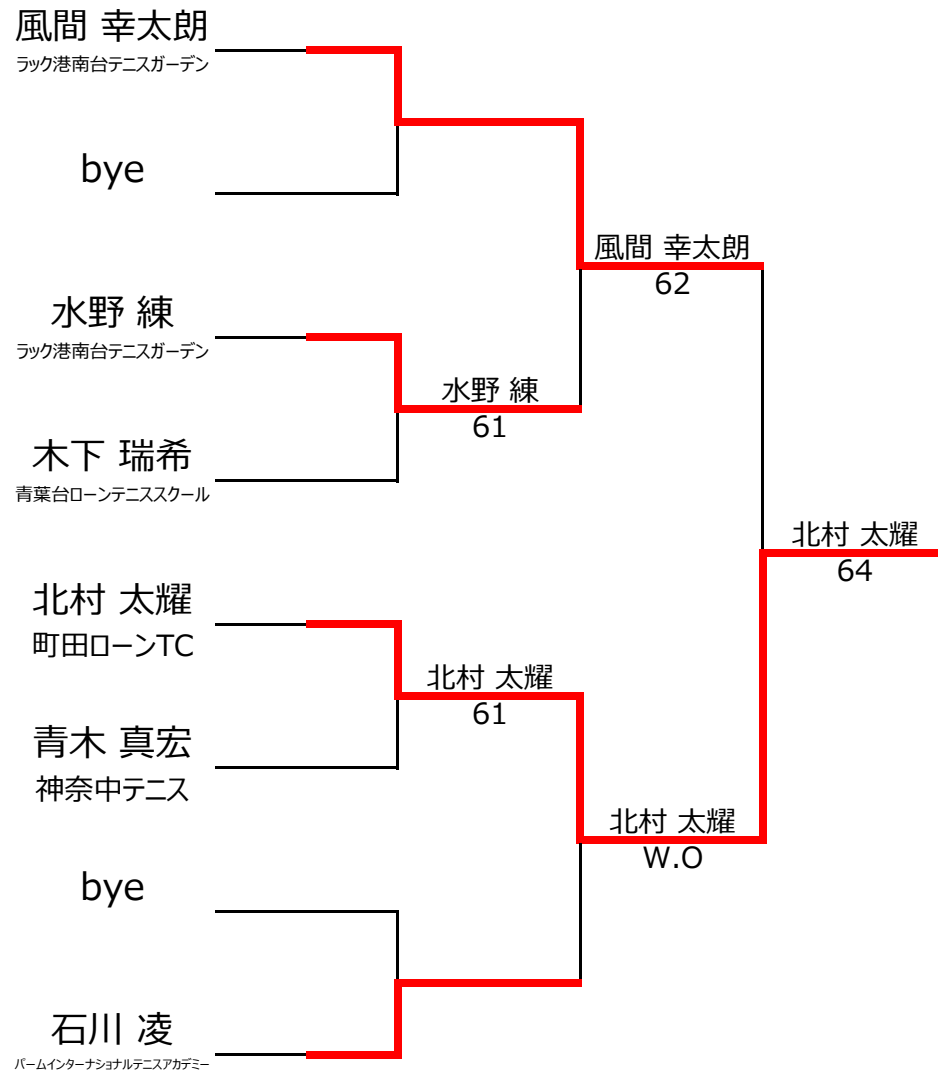 風間 幸太朗
ラック港南台テニスガーデン
bye
風間 幸太朗
62
水野 練
ラック港南台テニスガーデン
水野 練
61
木下 瑞希
青葉台ローンテニススクール
北村 太耀
64
北村 太耀
町田ローンTC
北村 太耀
61
青木 真宏
神奈中テニス
北村 太耀
W.O
bye
石川 凌
パームインターナショナルテニスアカデミー